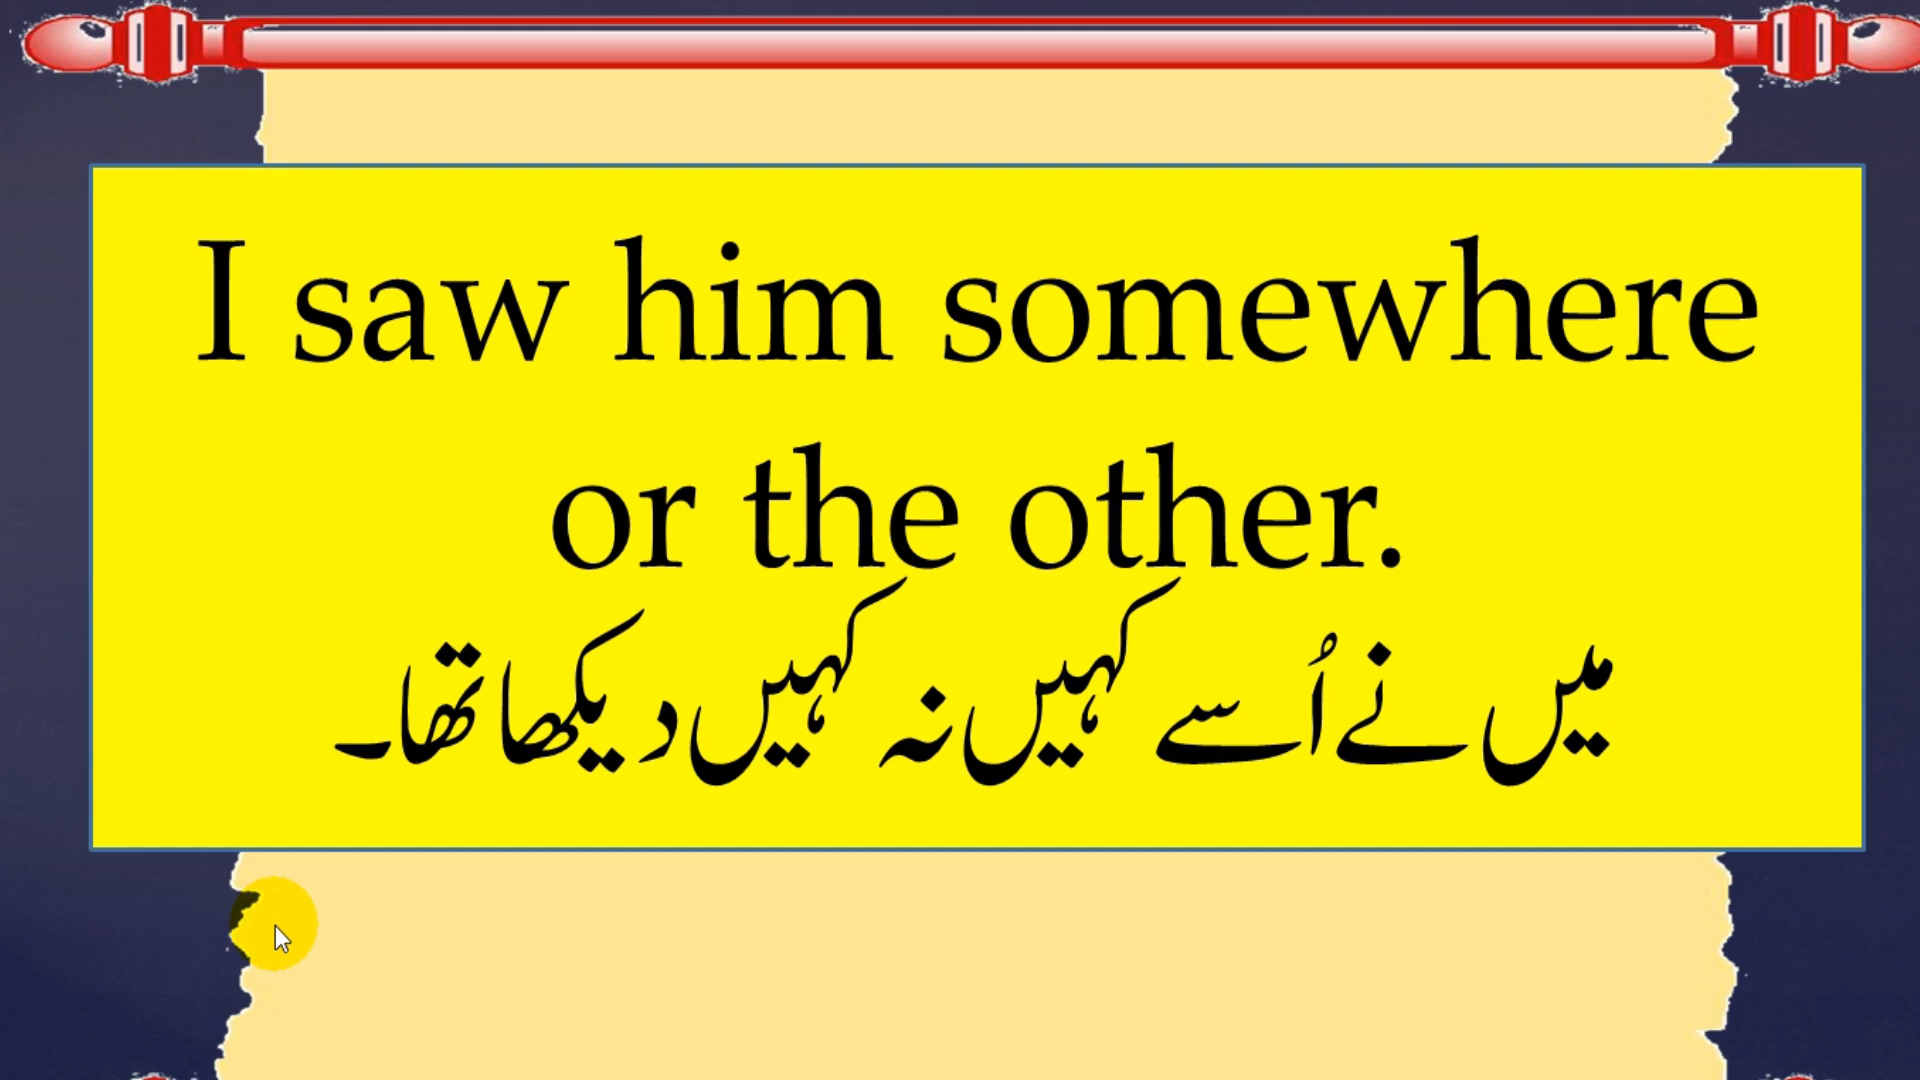 I saw him somewhere
or the other.
میں نے اُسے کہیں نہ کہیں دیکھا تھا۔